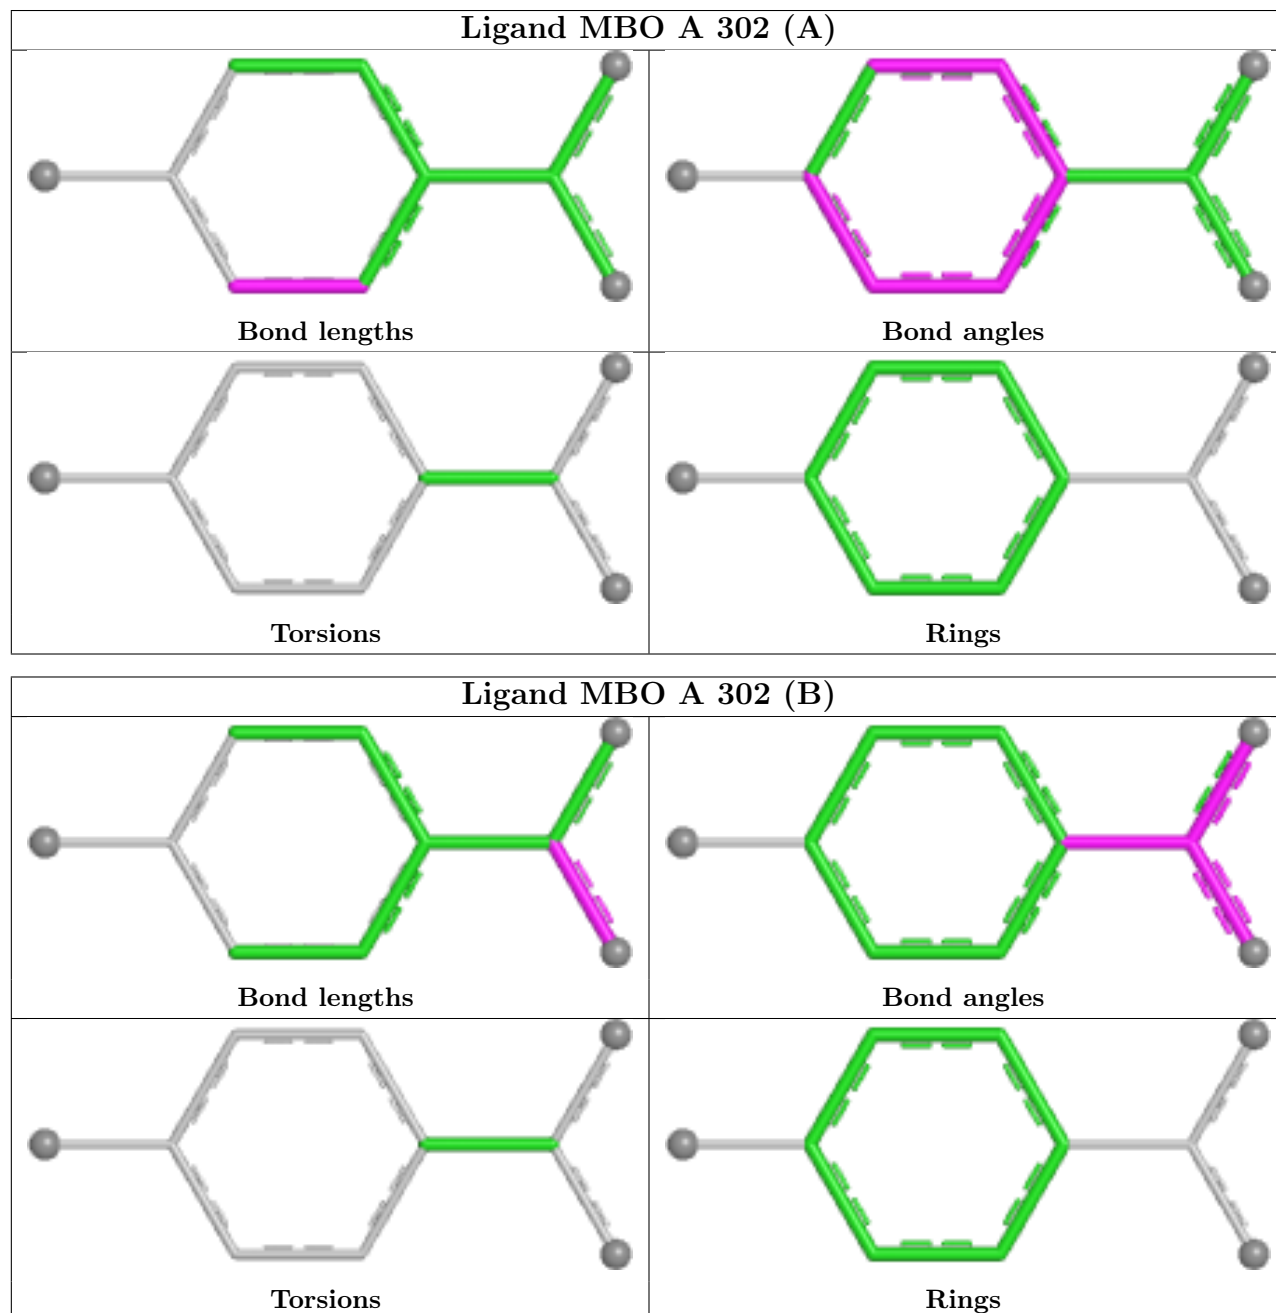 Ligand MBO A 302 (A)
Bond lengths
Bond angles
Torsions
Rings
Ligand MBO A 302 (B)
Bond lengths
Bond angles
Torsions
Rings